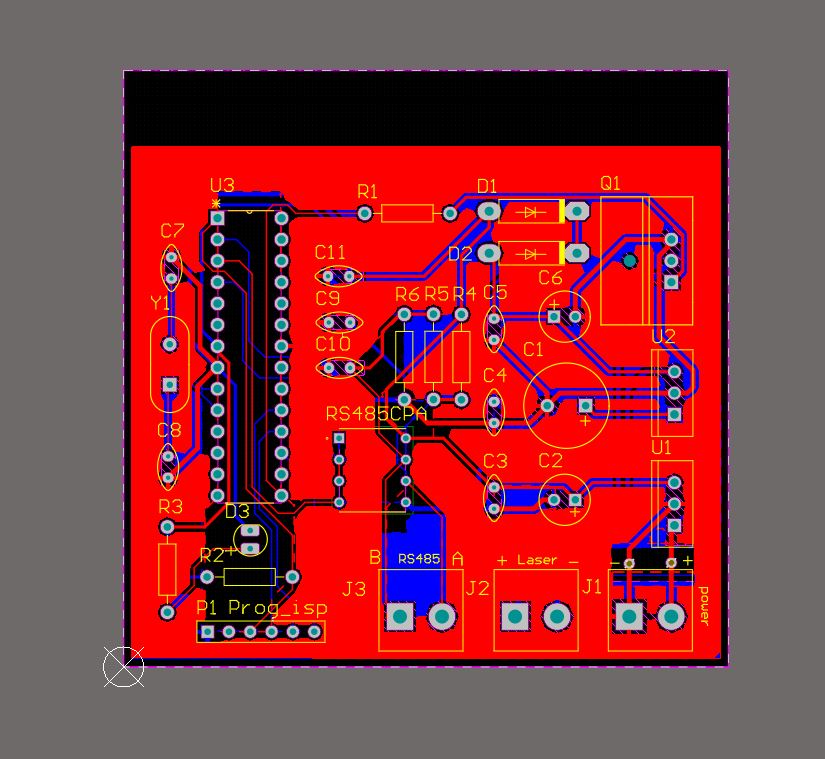 U3
*
R1
D1
Q1
C7
C11
D2
C6
Y1
C9
R6 R5 R4 C5
C10
C1
U2
C4
RS485CPA
C8
C3
C2
U1
R3
D3
R2 +
B RS485 A
+ Laser -
- +
J3
J2
J1
power
P1 Prog_isp
+
+